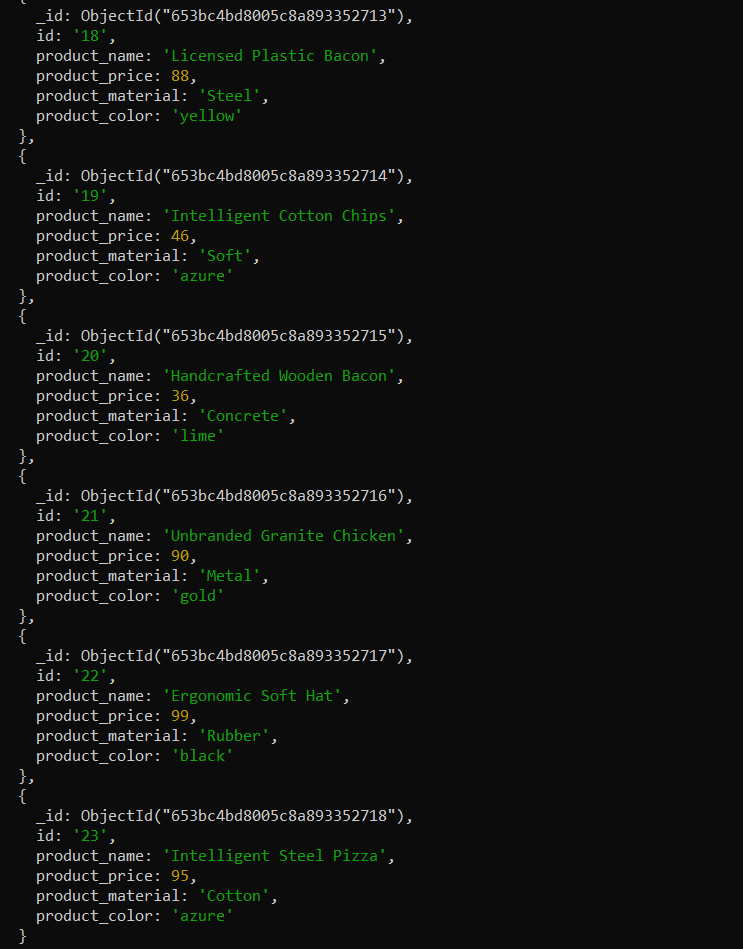 {
_id: ObjectId("653bc4bd8005c8a893352713"),
id: '18',
product_name: 'Licensed Plastic Bacon',
product_price: 88,
product_material: 'Steel',
product_color: 'yellow'
},
{
_id: ObjectId("653bc4bd8005c8a893352714"),
id: '19',
product_name: 'Intelligent Cotton Chips',
product_price: 46,
product_material: 'Soft',
product_color: 'azure'
},
{
_id: ObjectId("653bc4bd8005c8a893352715"),
id: '20',
product_name: 'Handcrafted Wooden Bacon',
product_price: 36,
product_material: 'Concrete',
product_color: 'lime'
},
{
_id: ObjectId("653bc4bd8005c8a893352716"),
id: '21',
product_name: 'Unbranded Granite Chicken',
product_price: 90,
product_material: 'Metal',
product_color: 'gold'
},
{
_id: ObjectId("653bc4bd8005c8a893352717"),
id: '22',
product_name: 'Ergonomic Soft Hat',
product_price: 99,
product_material: 'Rubber',
product_color: 'black'
},
{
_id: ObjectId("653bc4bd8005c8a893352718"),
id: '23',
product_name: 'Intelligent Steel Pizza',
product_price: 95,
product_material: 'Cotton',
product_color: 'azure'
}